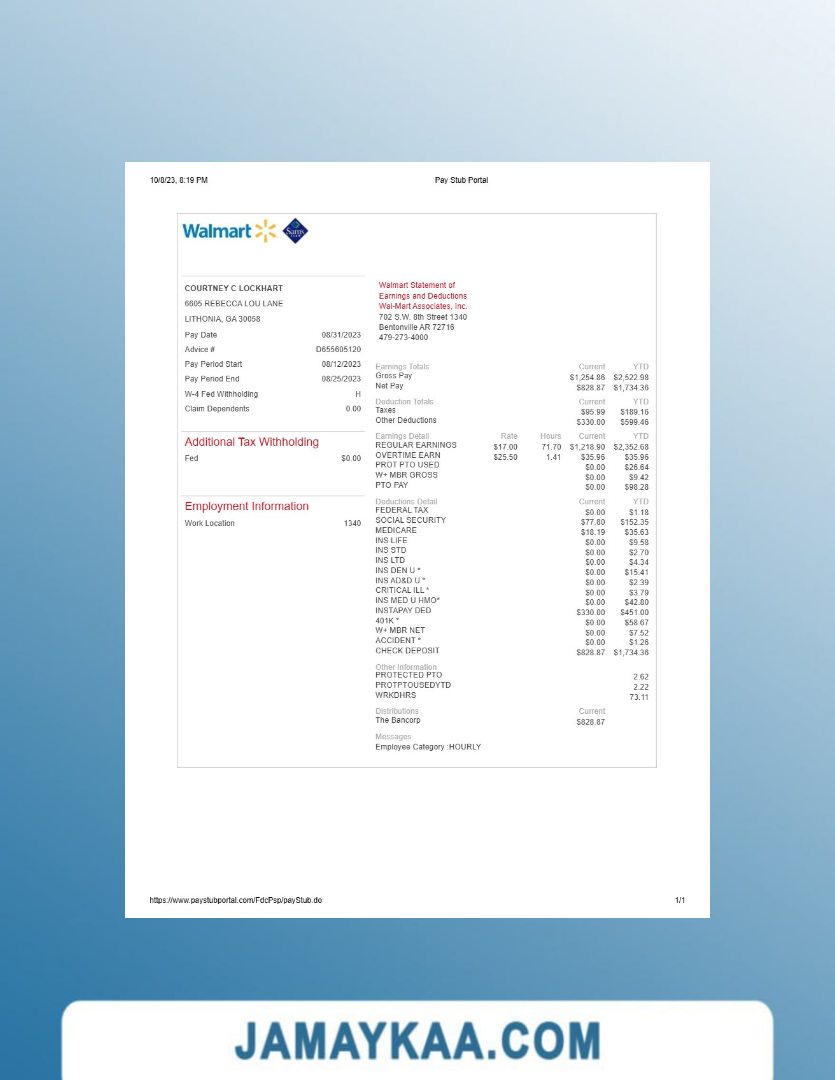 10/8/23, 8:19 PM Pay Stub Portal
Walmart Sam's
COURTNEY C LOCKHART
6605 REBECCA LOU LANE
LITHONIA, GA 30058
Pay Date 08/31/2023
Advice # D655605120
Pay Period Start 08/12/2023
Pay Period End 08/25/2023
W-4 Fed Withholding H
Claim Dependents 0.00
Additional Tax Withholding
Fed $0.00
Employment Information
Work Location 1340
Walmart Statement of
Earnings and Deductions
Wal-Mart Associates, Inc.
702 S.W. 8th Street 1340
Bentonville AR 72716
479-273-4000
Earnings Totals Current YTD
Gross Pay $1,254.86 $2,522.98
Net Pay $828.87 $1,734.36
Deduction Totals Current YTD
Taxes $95.99 $189.16
Other Deductions $330.00 $599.46
Earnings Detail Rate Hours Current YTD
REGULAR EARNINGS $17.00 71.70 $1,218.90 $2,352.68
OVERTIME EARN $25.50 1.41 $35.96 $35.96
PROT PTO USED $0.00 $26.64
W+ MBR GROSS $0.00 $9.42
PTO PAY $0.00 $98.28
Deductions Detail Current YTD
FEDERAL TAX $0.00 $1.18
SOCIAL SECURITY $77.80 $152.35
MEDICARE $18.19 $35.63
INS LIFE $0.00 $9.58
INS STD $0.00 $2.70
INS LTD $0.00 $4.34
INS DEN U * $0.00 $15.41
INS AD&D U * $0.00 $2.39
CRITICAL ILL * $0.00 $3.79
INS MED U HMO* $0.00 $42.80
INSTAPAY DED $330.00 $451.00
401K * $0.00 $58.67
W+ MBR NET $0.00 $7.52
ACCIDENT * $0.00 $1.26
CHECK DEPOSIT $828.87 $1,734.36
Other Information
PROTECTED PTO 2.62
PROTPTOUSEDYTD 2.22
WRKDHRS 73.11
Distributions Current
The Bancorp $828.87
Messages
Employee Category :HOURLY
https://www.paystubportal.com/FdcPsp/payStub.do 1/1
JAMAYKAA.COM